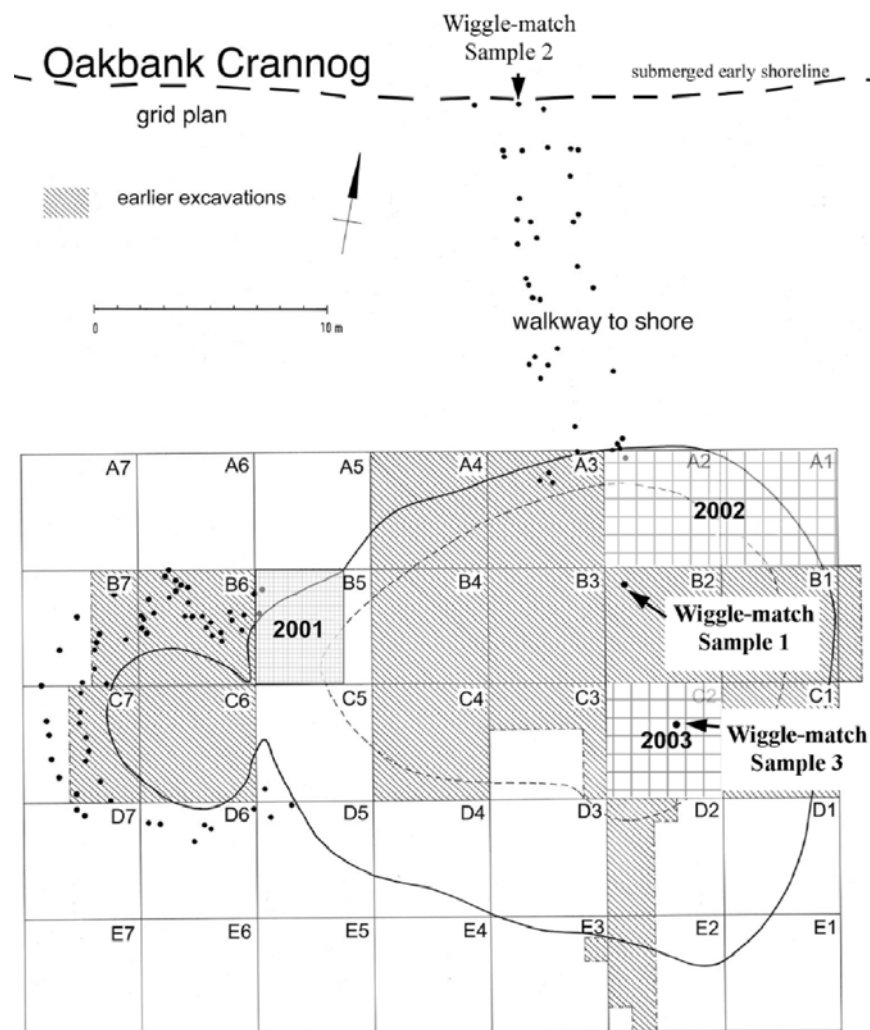 Wiggle-match
Sample 2
Oakbank Crannog
submerged early shoreline
grid plan
earlier excavations
0
10 m
walkway to shore
A7
A6
A5
A4
A3
A2
A1
2002
B7
B6
B5
B4
B3
B2
B1
2001
Wiggle-match
Sample 1
C7
C6
C5
C4
C3
C2
C1
2003
Wiggle-match
Sample 3
D7
D6
D5
D4
D3
D2
D1
E7
E6
E5
E4
E3
E2
E1